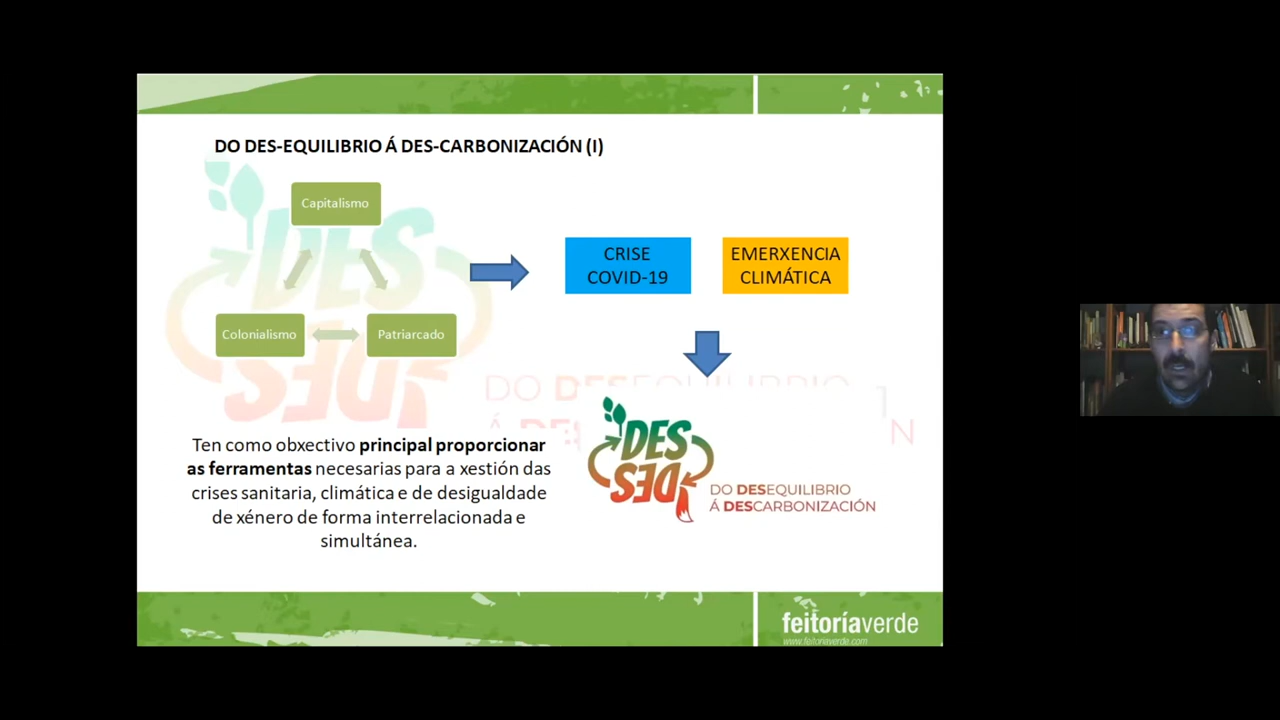 DO DES-EQUILIBRIO Á DES-CARBONIZACIÓN (I)
Capitalismo
Colonialismo
Patriarcado
CRISE
COVID-19
EMERXENCIA
CLIMÁTICA
Ten como obxectivo principal proporcionar
as ferramentas necesarias para a xestión das
crises sanitaria, climática e de desigualdade
de xénero de forma interrelacionada e
simultánea.
DES
DES
DO DESEQUILIBRIO
Á DESCARBONIZACIÓN
feitoríaverde
www.feitoriaverde.com